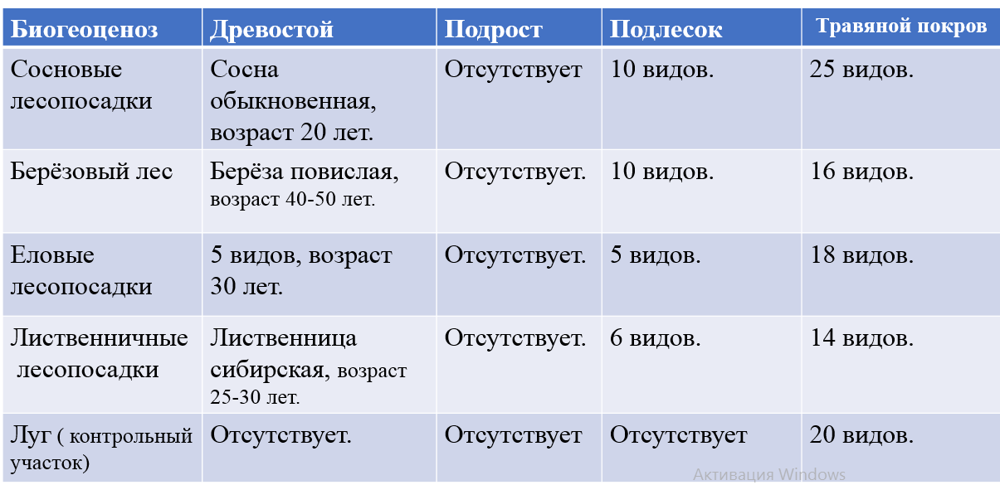 Биогеоценоз Древостой Подрост Подлесок Травяной покров
Сосновые лесопосадки Сосна обыкновенная, возраст 20 лет. Отсутствует 10 видов. 25 видов.
Берёзовый лес Берёза повислая, возраст 40-50 лет. Отсутствует. 10 видов. 16 видов.
Еловые лесопосадки 5 видов, возраст 30 лет. Отсутствует. 5 видов. 18 видов.
Лиственничные лесопосадки Лиственница сибирская, возраст 25-30 лет. Отсутствует. 6 видов. 14 видов.
Луг ( контрольный участок) Отсутствует. Отсутствует Отсутствует 20 видов.
Активация Windows